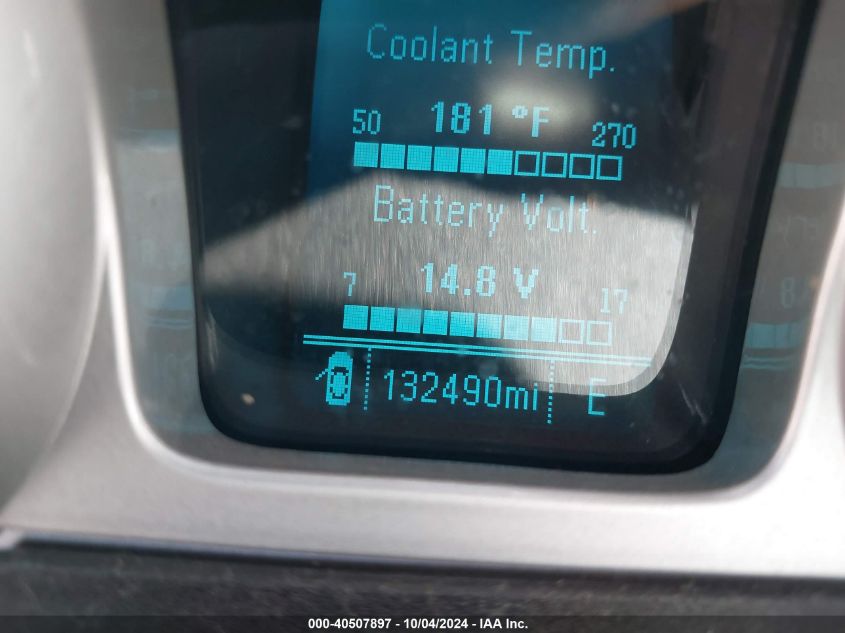 Coolant Temp.
50 181 °F 270
Battery Volt.
7 14.8 V 17
132490mi E
000-40507897 - 10/04/2024 - IAA Inc.